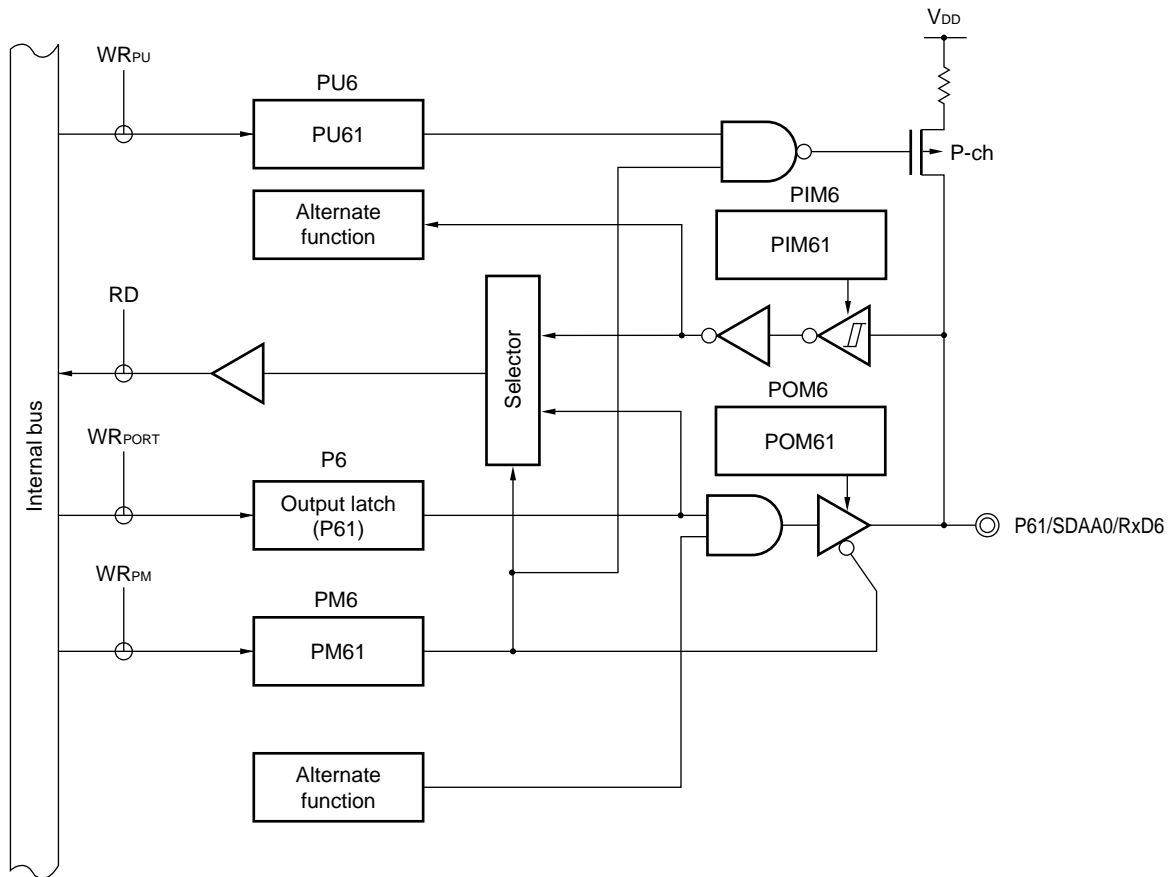 VDD
WRPU
PU6
PU61
P-ch
PIM6
PIM61
Alternate
function
RD
Selector
POM6
POM61
Internal bus
WRPORT
P6
Output latch
(P61)
P61/SDAA0/RxD6
WRPM
PM6
PM61
Alternate
function